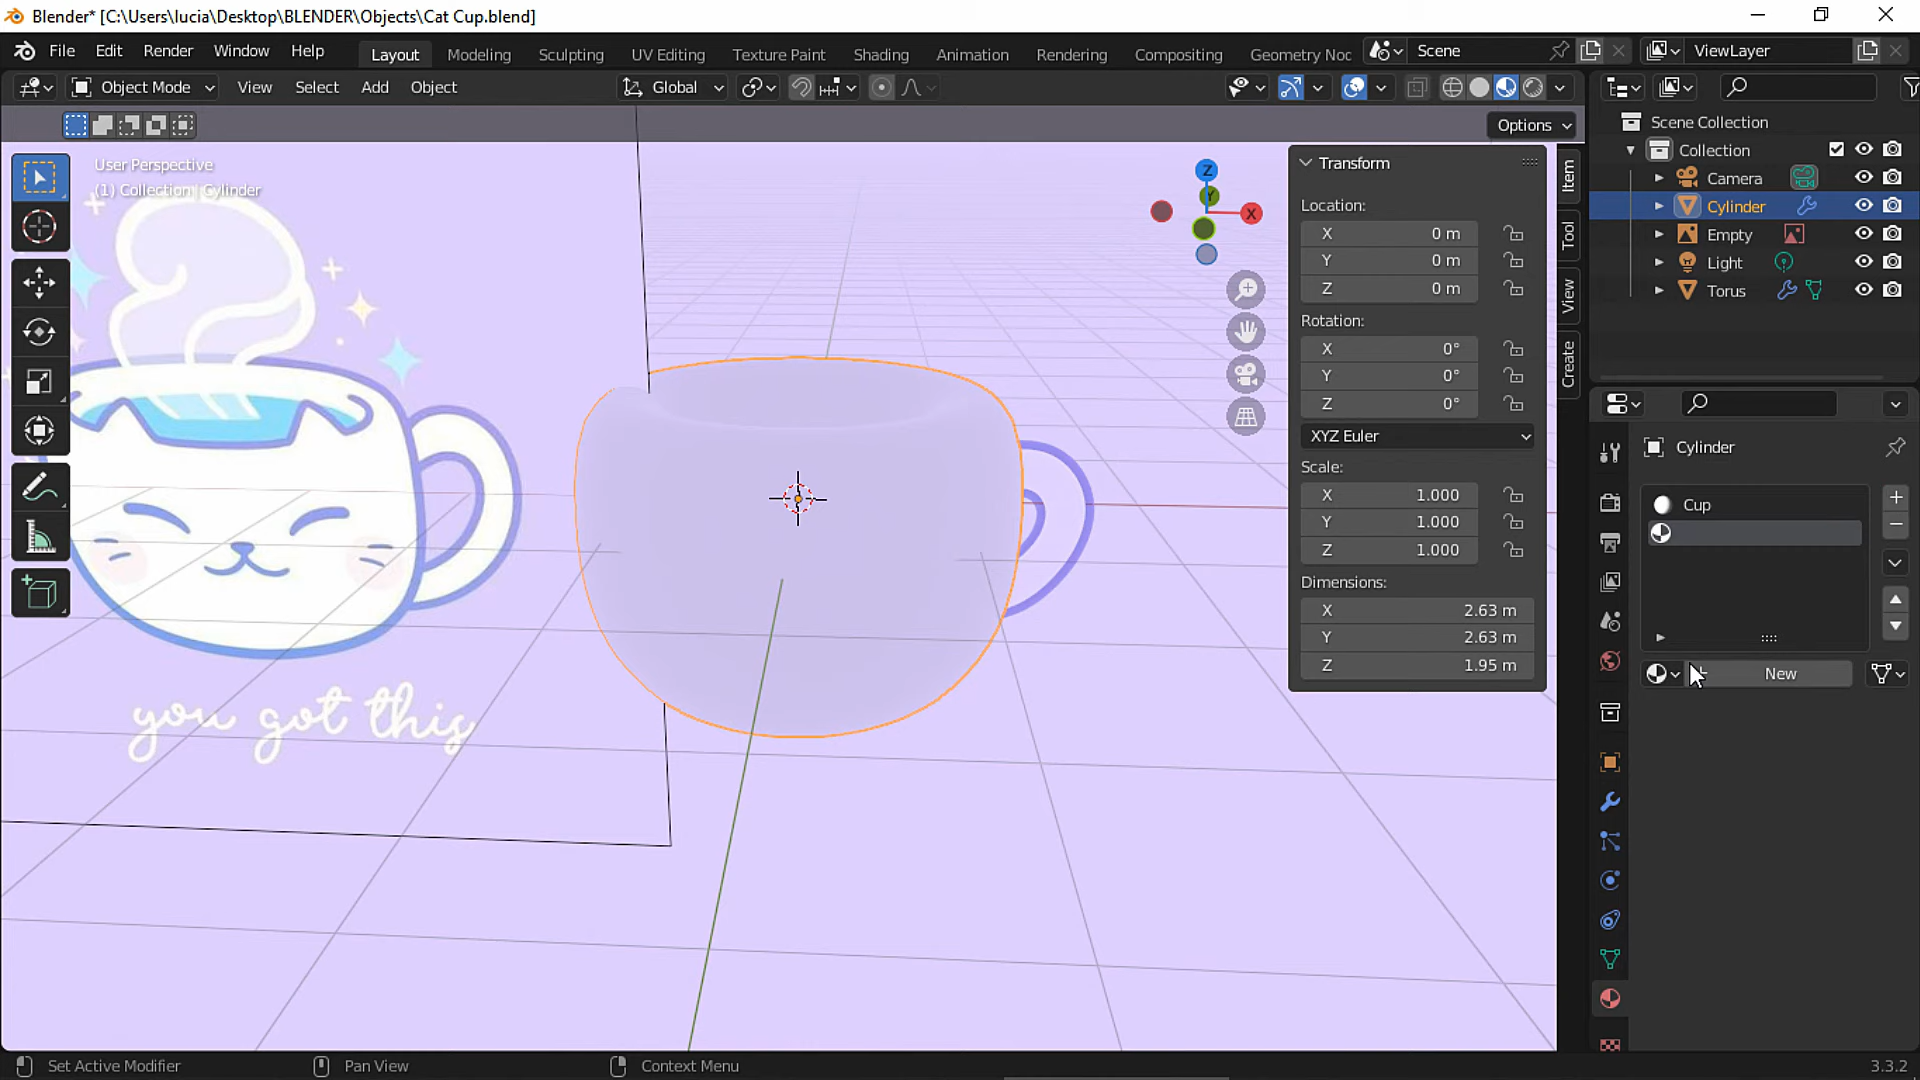 Blender* [C:\Users\lucia\Desktop\BLENDER\Objects\Cat Cup.blend]
File Edit Render Window Help
Layout Modeling Sculpting UV Editing Texture Paint Shading Animation Rendering Compositing Geometry Noc
Scene
ViewLayer
Object Mode View Select Add Object
Global
Options
User Perspective
(1) Collection | Cylinder
Z
Y
X
you got this
Transform
Location:
X 0 m
Y 0 m
Z 0 m
Rotation:
X 0°
Y 0°
Z 0°
XYZ Euler
Scale:
X 1.000
Y 1.000
Z 1.000
Dimensions:
X 2.63 m
Y 2.63 m
Z 1.95 m
Item
Tool
View
Create
Scene Collection
Collection
Camera
Cylinder
Empty
Light
Torus
Cylinder
Cup
New
Set Active Modifier
Pan View
Context Menu
3.3.2